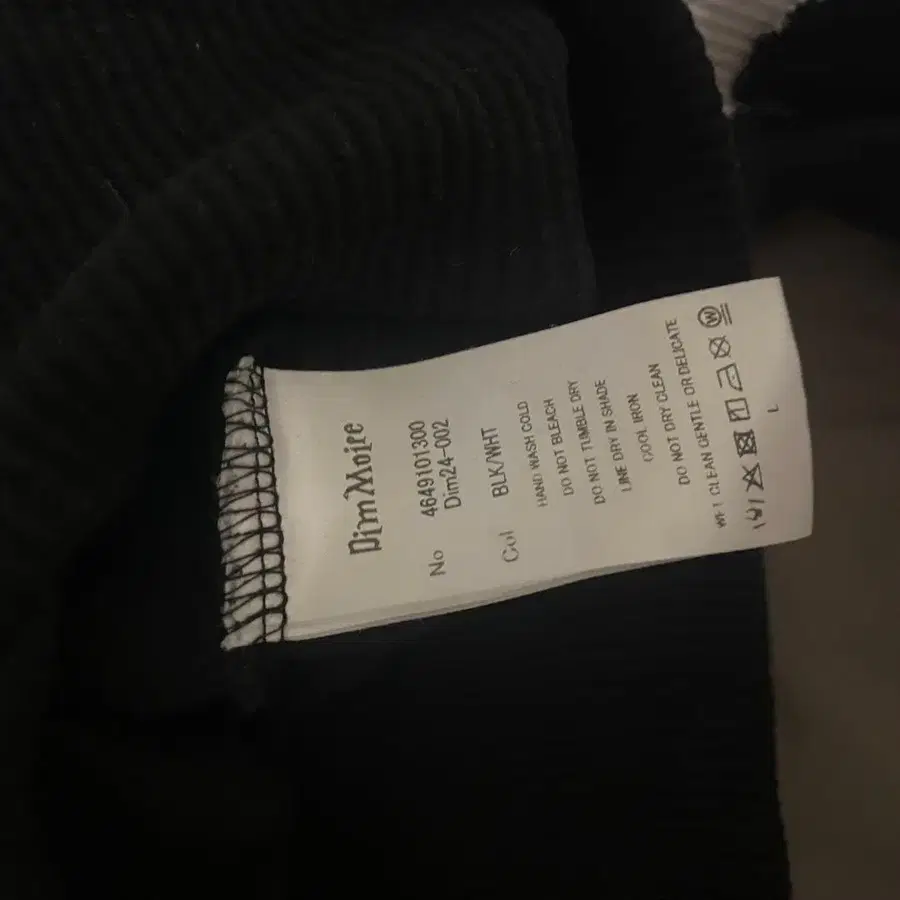 DimMoire
No 4649101300
Dim24-002
Col BLK/WHT
HAND WASH COLD
DO NOT BLEACH
DO NOT TUMBLE DRY
LINE DRY IN SHADE
COOL IRON
DO NOT DRY CLEAN
WET CLEAN GENTLE OR DELICATE
W
L